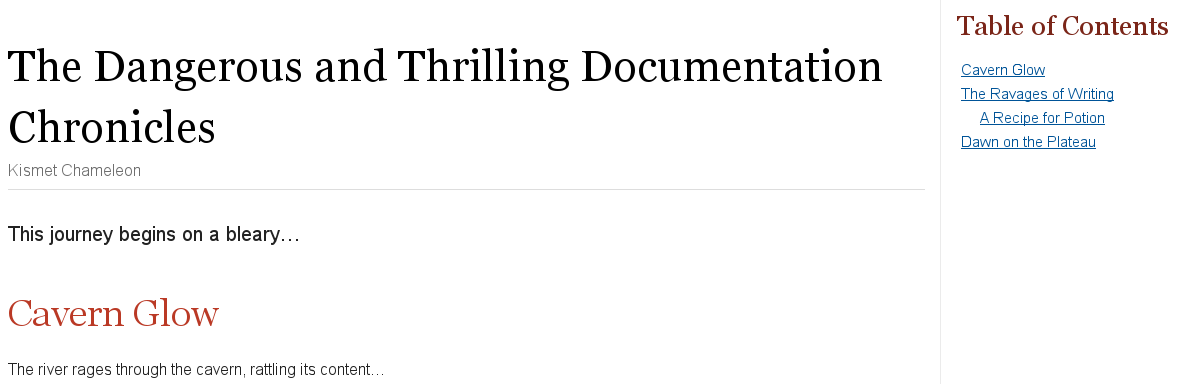 The Dangerous and Thrilling Documentation
Chronicles
Kismet Chameleon
This journey begins on a bleary…
Cavern Glow
The river rages through the cavern, rattling its content…
Table of Contents
Cavern Glow
The Ravages of Writing
A Recipe for Potion
Dawn on the Plateau